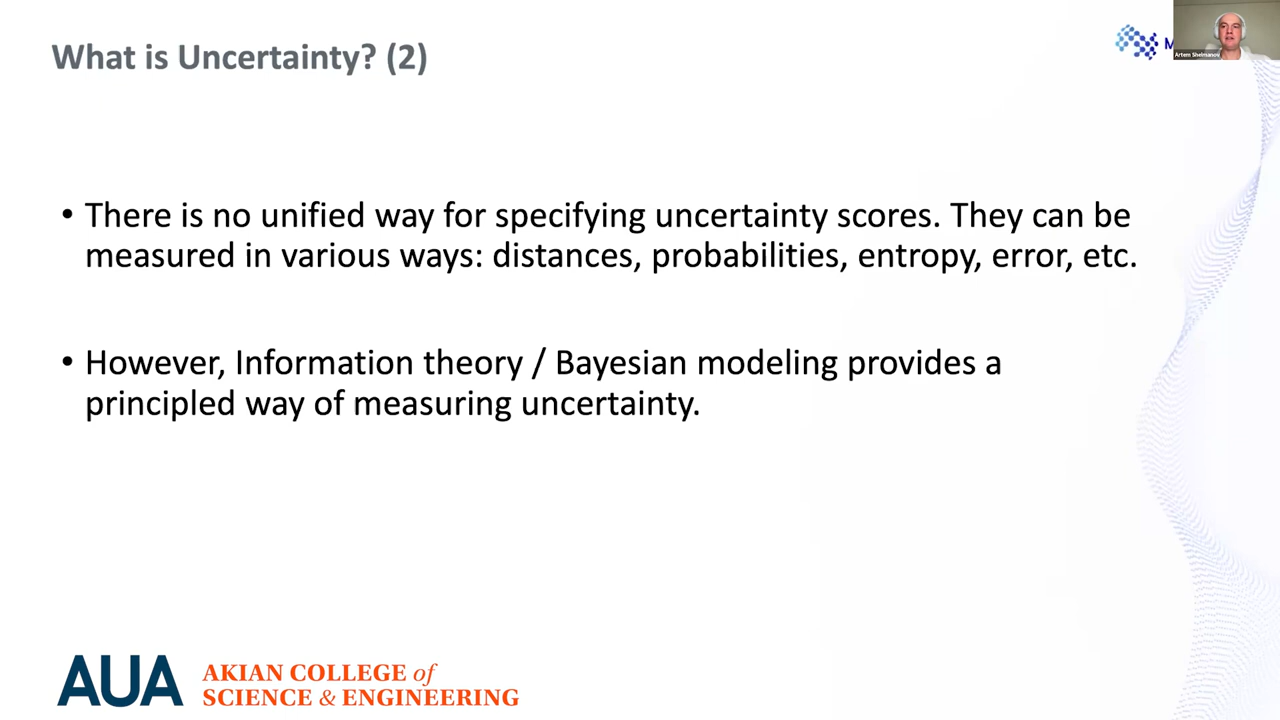 What is Uncertainty? (2)
M
Artem Shelmanov
• There is no unified way for specifying uncertainty scores. They can be
measured in various ways: distances, probabilities, entropy, error, etc.
• However, Information theory / Bayesian modeling provides a
principled way of measuring uncertainty.
AUA
AKIAN COLLEGE of
SCIENCE & ENGINEERING